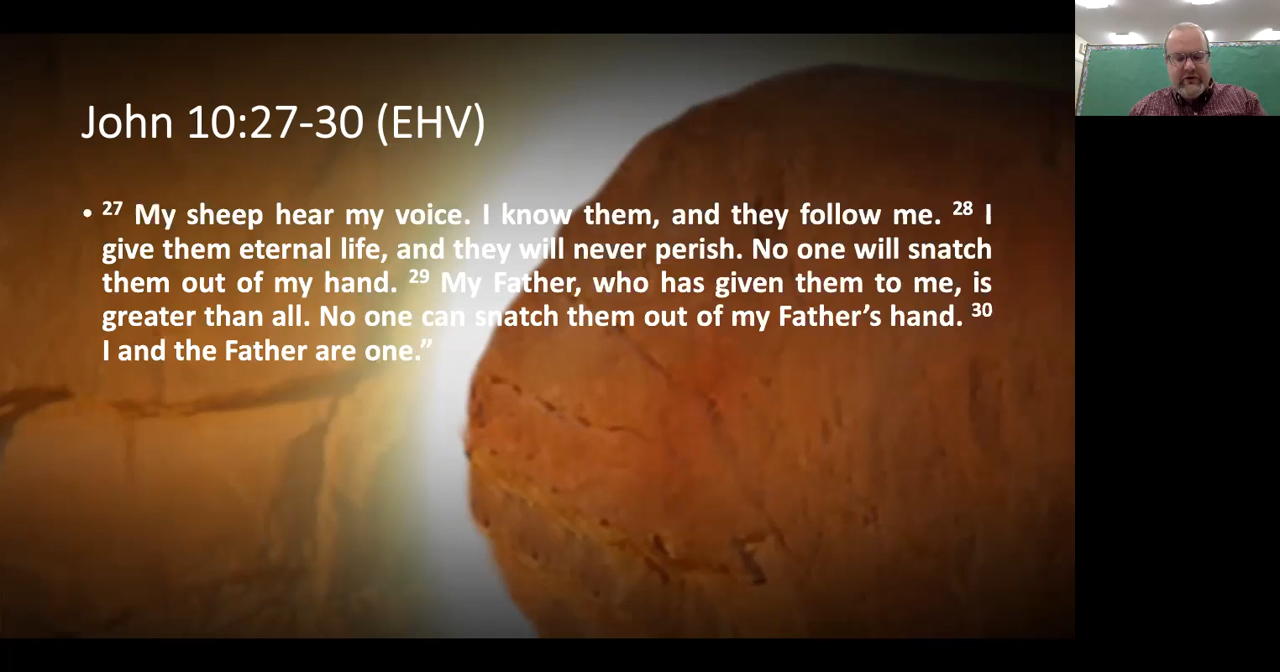 John 10:27-30 (EHV)
• 27 My sheep hear my voice. I know them, and they follow me. 28 I
give them eternal life, and they will never perish. No one will snatch
them out of my hand. 29 My Father, who has given them to me, is
greater than all. No one can snatch them out of my Father’s hand. 30
I and the Father are one.”